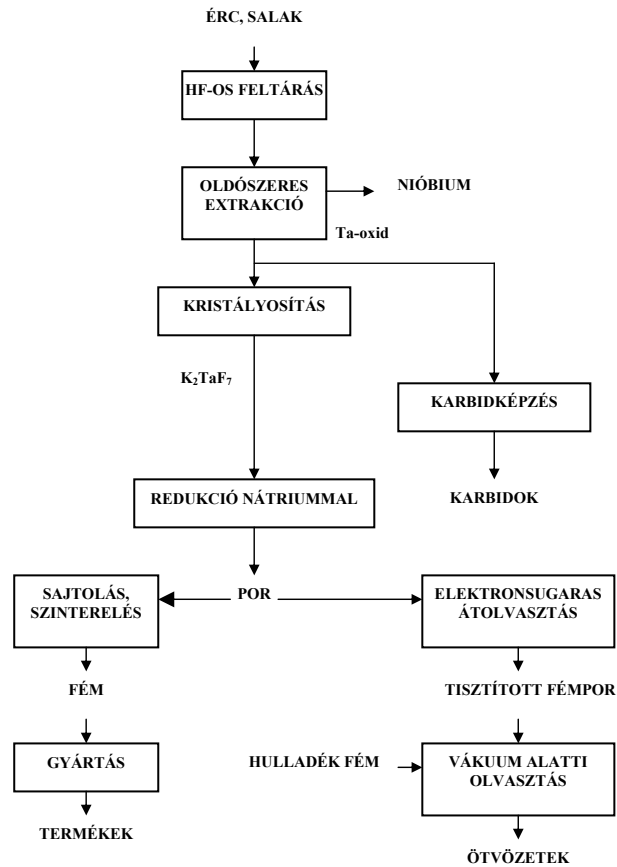 ÉRC, SALAK
HF-OS FELTÁRÁS
OLDÓSZERES
EXTRAKCIÓ
NIÓBIUM
Ta-oxid
KRISTÁLYOSÍTÁS
K₂TaF₇
KARBIDKÉPZÉS
KARBIDOK
REDUKCIÓ NÁTRIUMMAL
SAJTOLÁS,
SZINTERELÉS
POR
ELEKTRONSUGARAS
ÁTOLVASZTÁS
FÉM
TISZTÍTOTT FÉMPOR
GYÁRTÁS
HULLADÉK FÉM
VÁKUUM ALATTI
OLVASZTÁS
TERMÉKEK
ÖTVÖZETEK